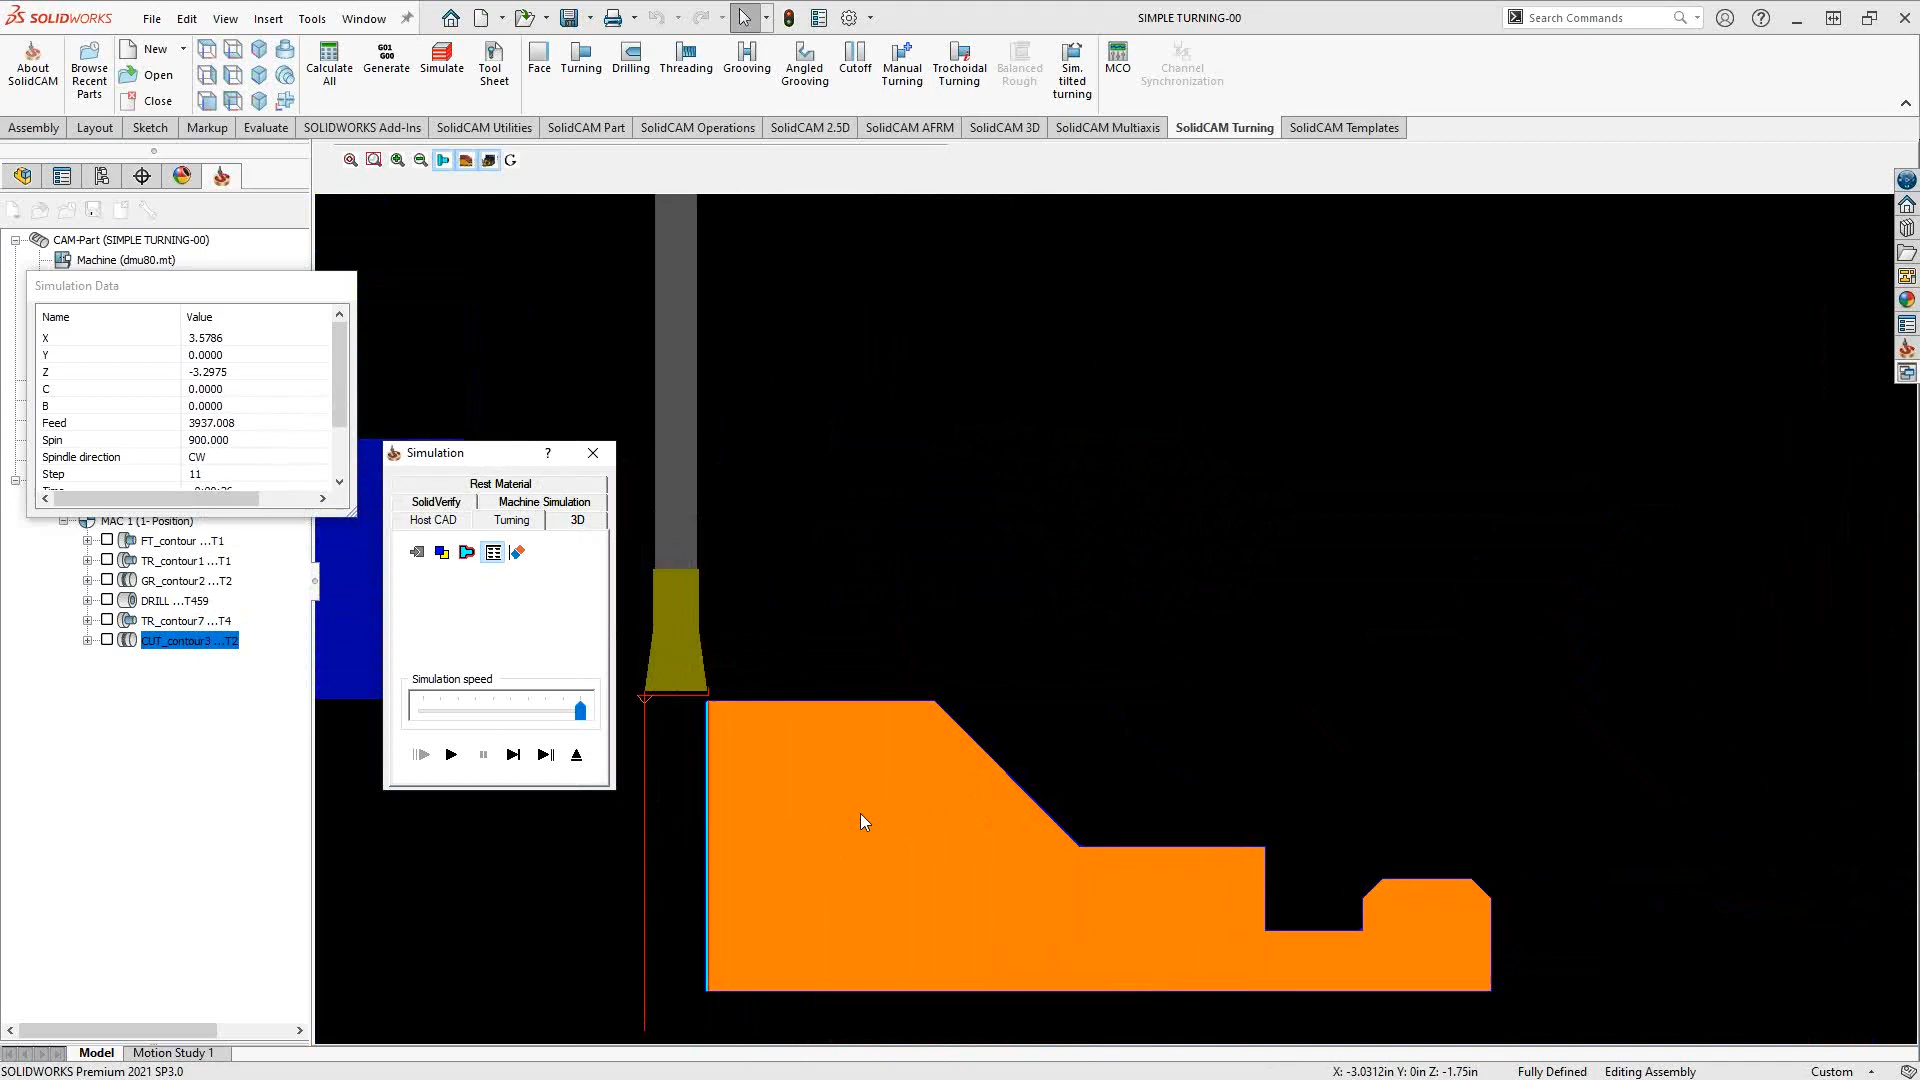 SOLIDWORKS File Edit View Insert Tools Window SIMPLE TURNING-00 Search Commands
About SolidCAM
Browse Recent Parts
New
Open
Close
Calculate All
G01 G00
Generate
Simulate
Tool Sheet
Face
Turning
Drilling
Threading
Grooving
Angled Grooving
Cutoff
Manual Turning
Trochoidal Turning
Balanced Rough
Sim. tilted turning
MCO
Channel Synchronization
Assembly Layout Sketch Markup Evaluate SOLIDWORKS Add-Ins SolidCAM Utilities SolidCAM Part SolidCAM Operations SolidCAM 2.5D SolidCAM AFRM SolidCAM 3D SolidCAM Multiaxis SolidCAM Turning SolidCAM Templates
CAM-Part (SIMPLE TURNING-00)
Machine (dmu80.mt)
Simulation Data
Name Value
X 3.5786
Y 0.0000
Z -3.2975
C 0.0000
B 0.0000
Feed 3937.008
Spin 900.000
Spindle direction CW
Step 11
MAC 1 (1- Position)
FT_contour ...T1
TR_contour1 ...T1
GR_contour2 ...T2
DRILL ...T459
TR_contour7 ...T4
CUT_contour3 ...T2
Simulation ?
Rest Material
SolidVerify Machine Simulation
Host CAD Turning 3D
Simulation speed
Model Motion Study 1
SOLIDWORKS Premium 2021 SP3.0 X: -3.0312in Y: 0in Z: -1.75in Fully Defined Editing Assembly Custom